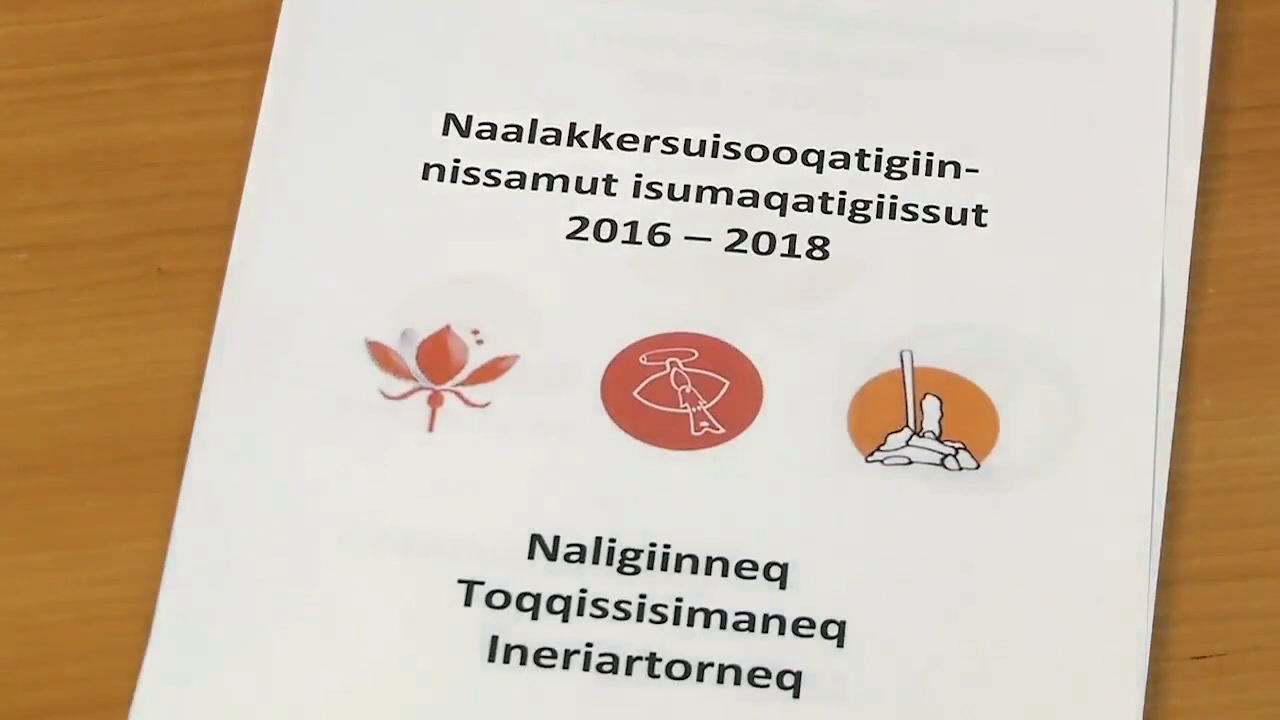 Naalakkersuisooqatigiin-
nissamut isumaqatigiissut
2016 – 2018
Naligiinneq
Toqqissisimaneq
Ineriartorneq